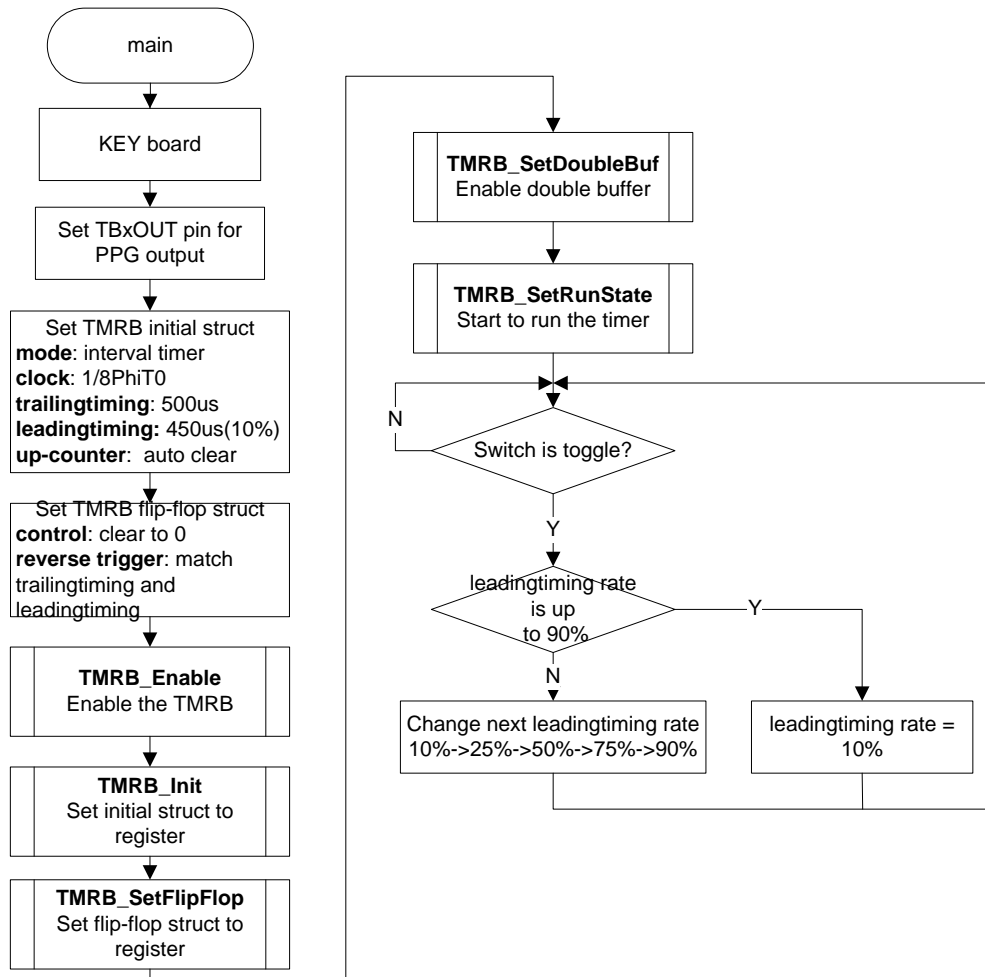 main
KEY board
Set TBxOUT pin for
PPG output
Set TMRB initial struct
mode: interval timer
clock: 1/8PhiT0
trailingtiming: 500us
leadingtiming: 450us(10%)
up-counter: auto clear
Set TMRB flip-flop struct
control: clear to 0
reverse trigger: match
trailingtiming and
leadingtiming
TMRB_Enable
Enable the TMRB
TMRB_Init
Set initial struct to
register
TMRB_SetFlipFlop
Set flip-flop struct to
register
TMRB_SetDoubleBuf
Enable double buffer
TMRB_SetRunState
Start to run the timer
N
Switch is toggle?
Y
leadingtiming rate
is up
to 90%
Y
N
Change next leadingtiming rate
10%->25%->50%->75%->90%
leadingtiming rate =
10%